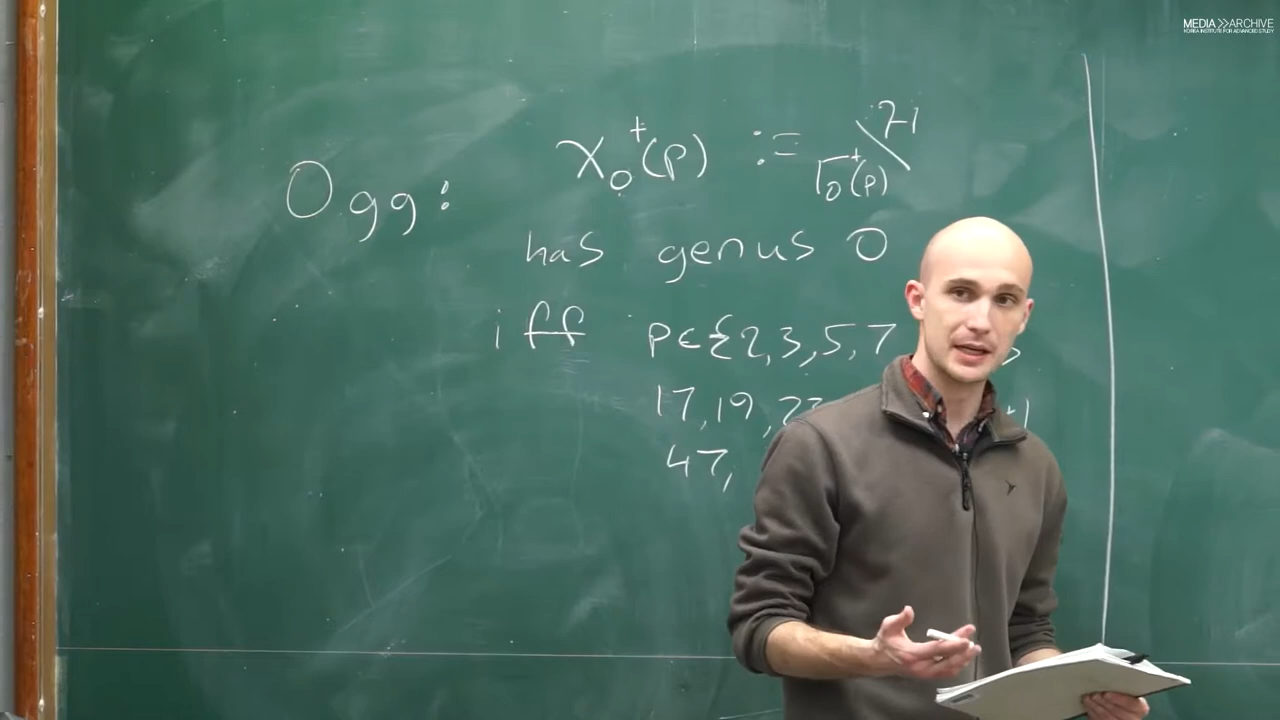 MEDIA >> ARCHIVE
KOREA INSTITUTE FOR ADVANCED STUDY
Ogg: X₀⁺(p) := Γ₀⁺(p)\H
has genus 0
iff p∈{2,3,5,7
17,19,23
47,